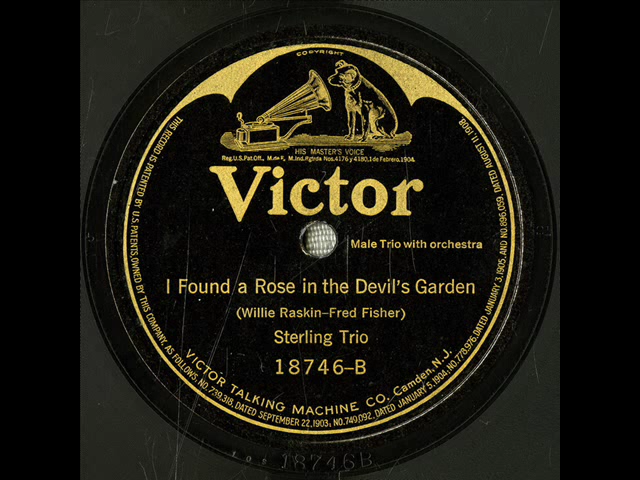 COPYRIGHT
HIS MASTER'S VOICE
Reg.U.S.Pat.Off., M.de F., M.Ind.Rgtrda Nos.4176 y 4180,1 de Febrero,1904.
Victor
Male Trio with orchestra
I Found a Rose in the Devil's Garden
(Willie Raskin–Fred Fisher)
Sterling Trio
18746–B
VICTOR TALKING MACHINE CO. Camden, N.J.
THIS RECORD IS PATENTED BY U.S. PATENTS, OWNED BY THIS COMPANY, AS FOLLOWS, NO.739,318, DATED SEPTEMBER 22,1903, NO.749,092, DATED JANUARY 5,1904, NO.778,976, DATED JANUARY 3,1905, AND NO.896,059, DATED AUGUST 11,1908
18746B